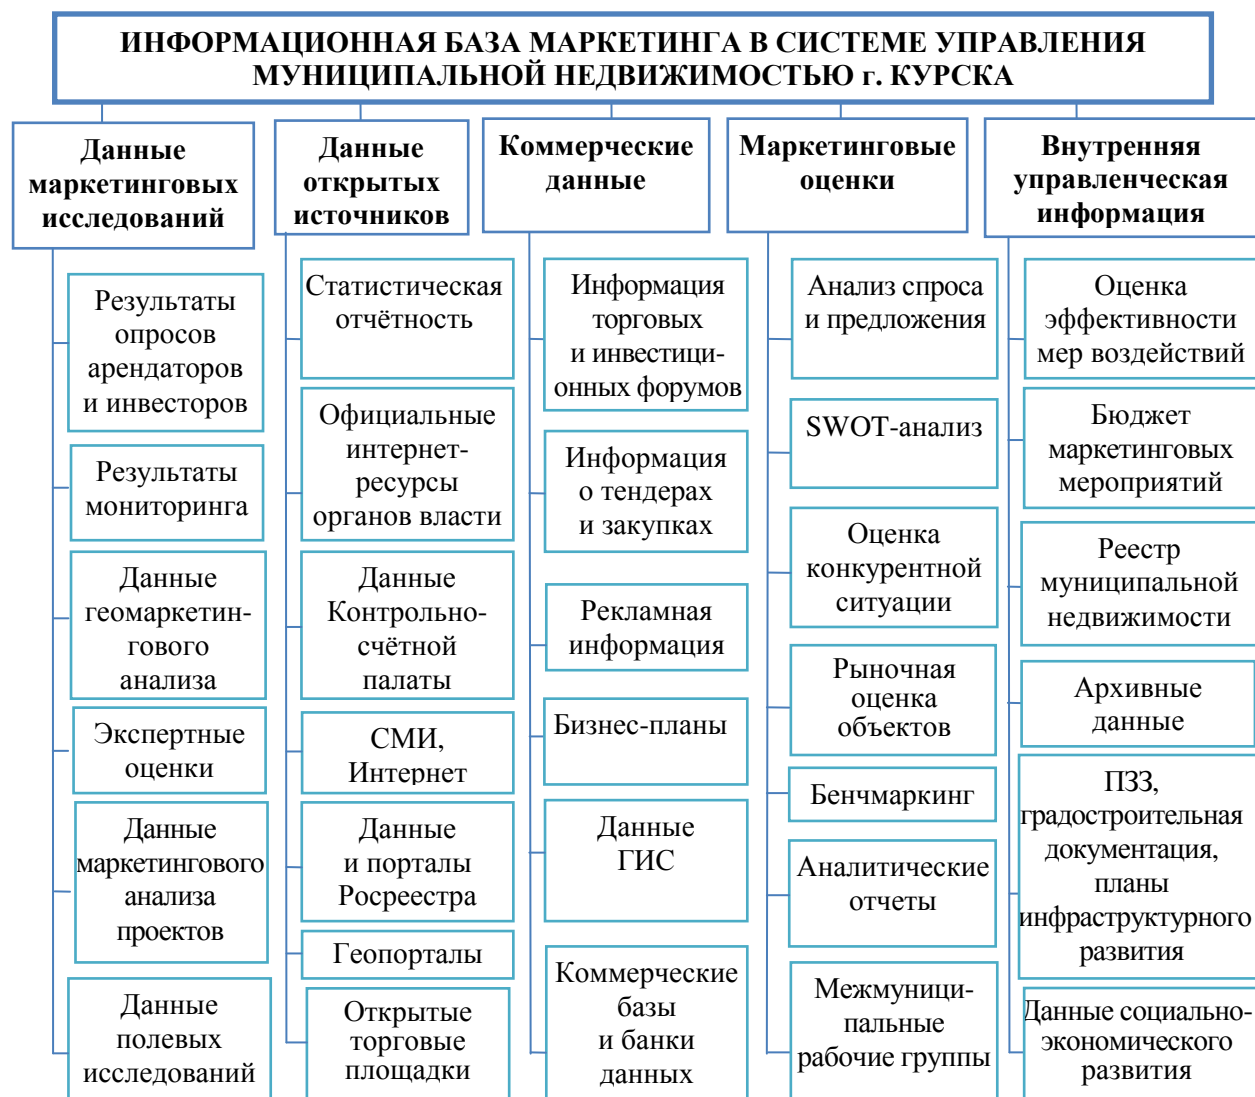 ИНФОРМАЦИОННАЯ БАЗА МАРКЕТИНГА В СИСТЕМЕ УПРАВЛЕНИЯ
МУНИЦИПАЛЬНОЙ НЕДВИЖИМОСТЬЮ г. КУРСКА
Данные
маркетинговых
исследований
Результаты
опросов
арендаторов
и инвесторов
Результаты
мониторинга
Данные
геомаркетин-
гового
анализа
Экспертные
оценки
Данные
маркетингового
анализа
проектов
Данные
полевых
исследований
Данные
открытых
источников
Статистическая
отчётность
Официальные
интернет-
ресурсы
органов власти
Данные
Контрольно-
счётной
палаты
СМИ,
Интернет
Данные
и порталы
Росреестра
Геопорталы
Открытые
торговые
площадки
Коммерческие
данные
Информация
торговых
и инвестици-
онных форумов
Информация
о тендерах
и закупках
Рекламная
информация
Бизнес-планы
Данные
ГИС
Коммерческие
базы
и банки
данных
Маркетинговые
оценки
Анализ спроса
и предложения
SWOT-анализ
Оценка
конкурентной
ситуации
Рыночная
оценка
объектов
Бенчмаркинг
Аналитические
отчеты
Межмуници-
пальные
рабочие группы
Внутренняя
управленческая
информация
Оценка
эффективности
мер воздействий
Бюджет
маркетинговых
мероприятий
Реестр
муниципальной
недвижимости
Архивные
данные
ПЗЗ,
градостроительная
документация,
планы
инфраструктурного
развития
Данные социально-
экономического
развития